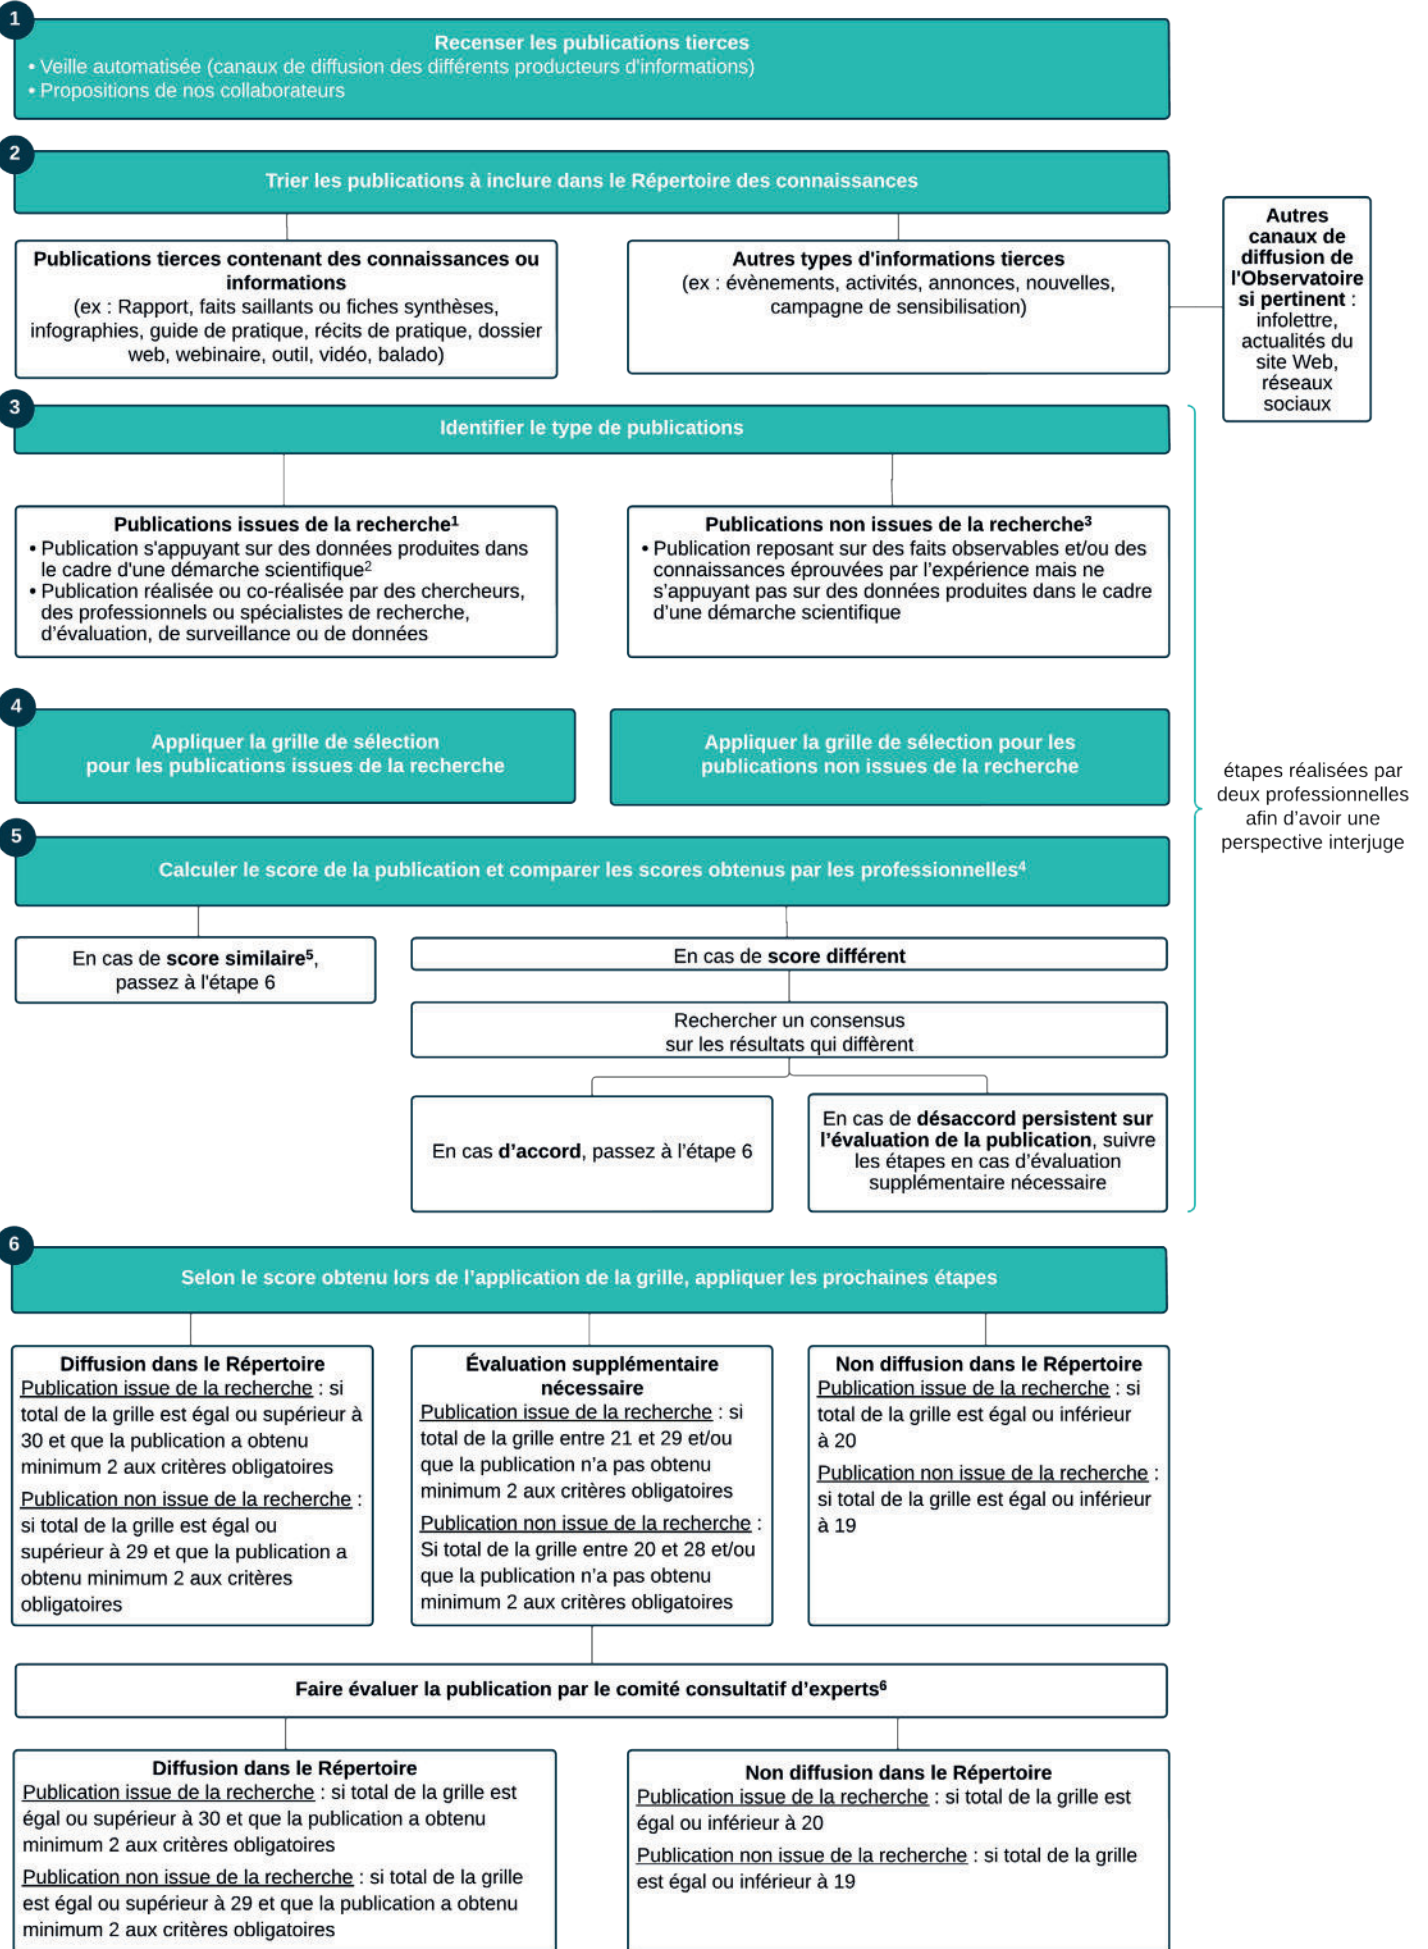 1
Recenser les publications tierces
• Veille automatisée (canaux de diffusion des différents producteurs d'informations)
• Propositions de nos collaborateurs
2
Trier les publications à inclure dans le Répertoire des connaissances
Publications tierces contenant des connaissances ou
informations
(ex : Rapport, faits saillants ou fiches synthèses,
infographies, guide de pratique, récits de pratique, dossier
web, webinaire, outil, vidéo, balado)
Autres types d'informations tierces
(ex : évènements, activités, annonces, nouvelles,
campagne de sensibilisation)
Autres
canaux de
diffusion de
l'Observatoire
si pertinent :
infolettre,
actualités du
site Web,
réseaux
sociaux
3
Identifier le type de publications
Publications issues de la recherche¹
• Publication s'appuyant sur des données produites dans
le cadre d'une démarche scientifique²
• Publication réalisée ou co-réalisée par des chercheurs,
des professionnels ou spécialistes de recherche,
d’évaluation, de surveillance ou de données
Publications non issues de la recherche³
• Publication reposant sur des faits observables et/ou des
connaissances éprouvées par l’expérience mais ne
s’appuyant pas sur des données produites dans le cadre
d’une démarche scientifique
4
Appliquer la grille de sélection
pour les publications issues de la recherche
Appliquer la grille de sélection pour les
publications non issues de la recherche
étapes réalisées par
deux professionnelles
afin d’avoir une
perspective interjuge
5
Calculer le score de la publication et comparer les scores obtenus par les professionnelles⁴
En cas de score similaire⁵,
passez à l'étape 6
En cas de score différent
Rechercher un consensus
sur les résultats qui diffèrent
En cas d’accord, passez à l’étape 6
En cas de désaccord persistent sur
l’évaluation de la publication, suivre
les étapes en cas d’évaluation
supplémentaire nécessaire
6
Selon le score obtenu lors de l’application de la grille, appliquer les prochaines étapes
Diffusion dans le Répertoire
Publication issue de la recherche : si
total de la grille est égal ou supérieur à
30 et que la publication a obtenu
minimum 2 aux critères obligatoires
Publication non issue de la recherche :
si total de la grille est égal ou
supérieur à 29 et que la publication a
obtenu minimum 2 aux critères
obligatoires
Évaluation supplémentaire
nécessaire
Publication issue de la recherche : si
total de la grille entre 21 et 29 et/ou
que la publication n’a pas obtenu
minimum 2 aux critères obligatoires
Publication non issue de la recherche :
Si total de la grille entre 20 et 28 et/ou
que la publication n’a pas obtenu
minimum 2 aux critères obligatoires
Non diffusion dans le Répertoire
Publication issue de la recherche : si
total de la grille est égal ou inférieur
à 20
Publication non issue de la recherche :
si total de la grille est égal ou inférieur
à 19
Faire évaluer la publication par le comité consultatif d’experts⁶
Diffusion dans le Répertoire
Publication issue de la recherche : si total de la grille est
égal ou supérieur à 30 et que la publication a obtenu
minimum 2 aux critères obligatoires
Publication non issue de la recherche : si total de la grille
est égal ou supérieur à 29 et que la publication a obtenu
minimum 2 aux critères obligatoires
Non diffusion dans le Répertoire
Publication issue de la recherche : si total de la grille est
égal ou inférieur à 20
Publication non issue de la recherche : si total de la grille
est égal ou inférieur à 19